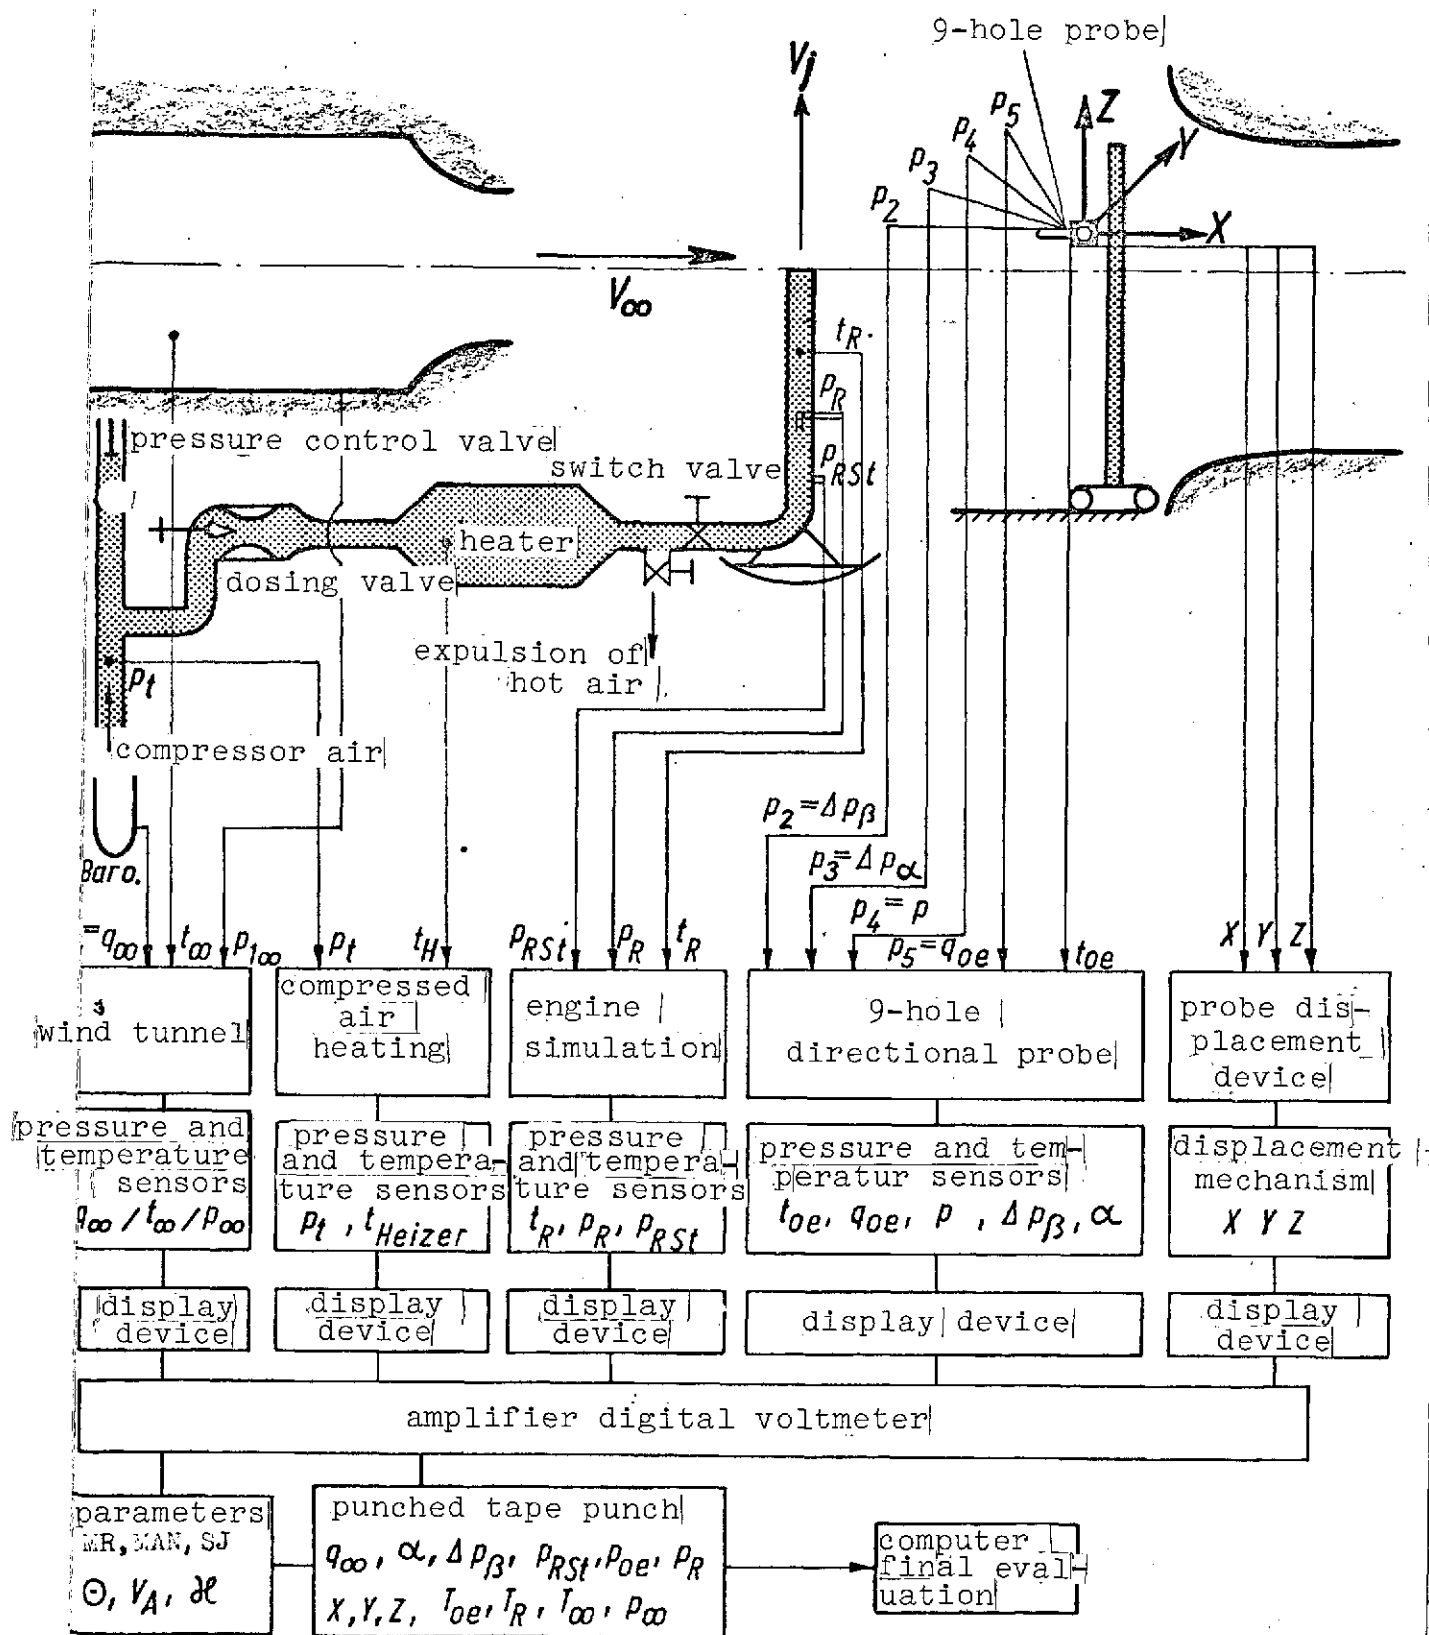 9-hole probe
Vj
Z
p5
Y
p4
p3
p2
X
V∞
tR
pR
pressure control valve
switch valve
pRSt
heater
dosing valve
expulsion of
hot air
pt
compressor air
p2=Δpβ
p3=Δpα
Baro.
p4=p
p5=qoe
=q∞ t∞ p1∞ pt tH pRSt pR tR toe X Y Z
wind tunnel
compressed
air
heating
engine
simulation
9-hole
directional probe
probe dis-
placement
device
pressure and
temperature
sensors
q∞/t∞/p∞
pressure
and tempera-
ture sensors
pt, tHeizer
pressure
and tempera-
ture sensors
tR, pR, pRSt
pressure and tem-
peratur sensors
toe, qoe, p, Δpβ, α
displacement
mechanism
X Y Z
display
device
display
device
display
device
display device
display
device
amplifier digital voltmeter
parameters
MR, MAN, SJ
Θ, VA, ϰ
punched tape punch
q∞, α, Δpβ, pRSt, poe, pR
X, Y, Z, Toe, TR, T∞, p∞
computer
final eval-
uation